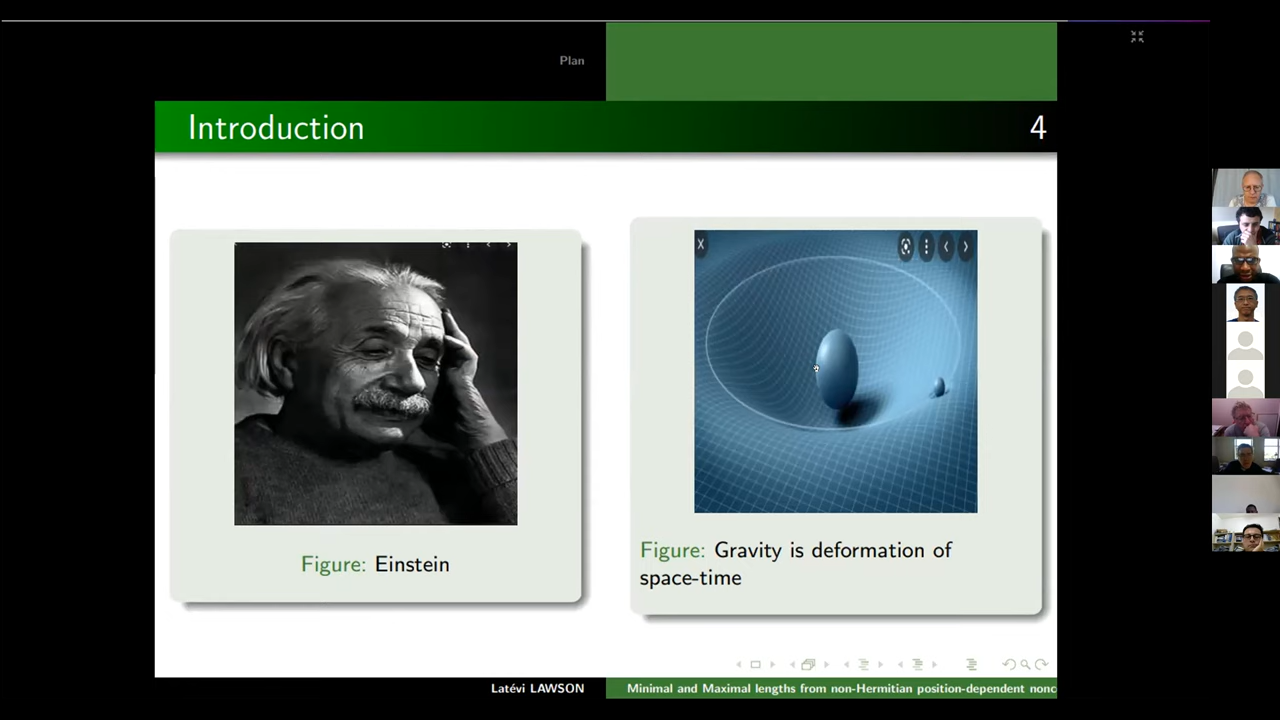 Plan
Introduction
4
X
Figure: Einstein
Figure: Gravity is deformation of
space-time
Latévi LAWSON
Minimal and Maximal lengths from non-Hermitian position-dependent nonc